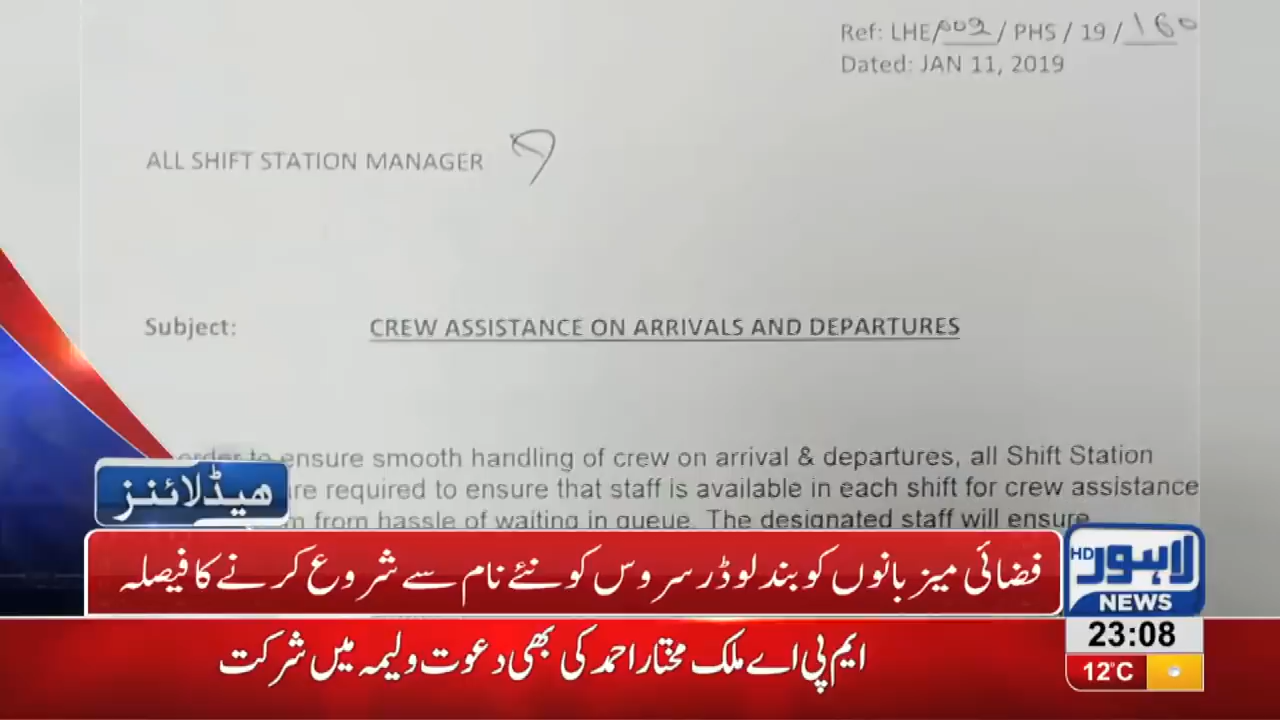 Ref: LHE/002/ PHS / 19 / 160
Dated: JAN 11, 2019
ALL SHIFT STATION MANAGER
Subject: CREW ASSISTANCE ON ARRIVALS AND DEPARTURES
order to ensure smooth handling of crew on arrival & departures, all Shift Station
are required to ensure that staff is available in each shift for crew assistance
from hassle of waiting in queue. The designated staff will ensure
ھیڈلائنز
فضائی میزبانوں کو بند لوڈر سروس کو نئے نام سے شروع کرنے کا فیصلہ
لاہور HD
NEWS
23:08
ایم پی اے ملک مختار احمد کی بھی دعوت ولیمہ میں شرکت
12°C